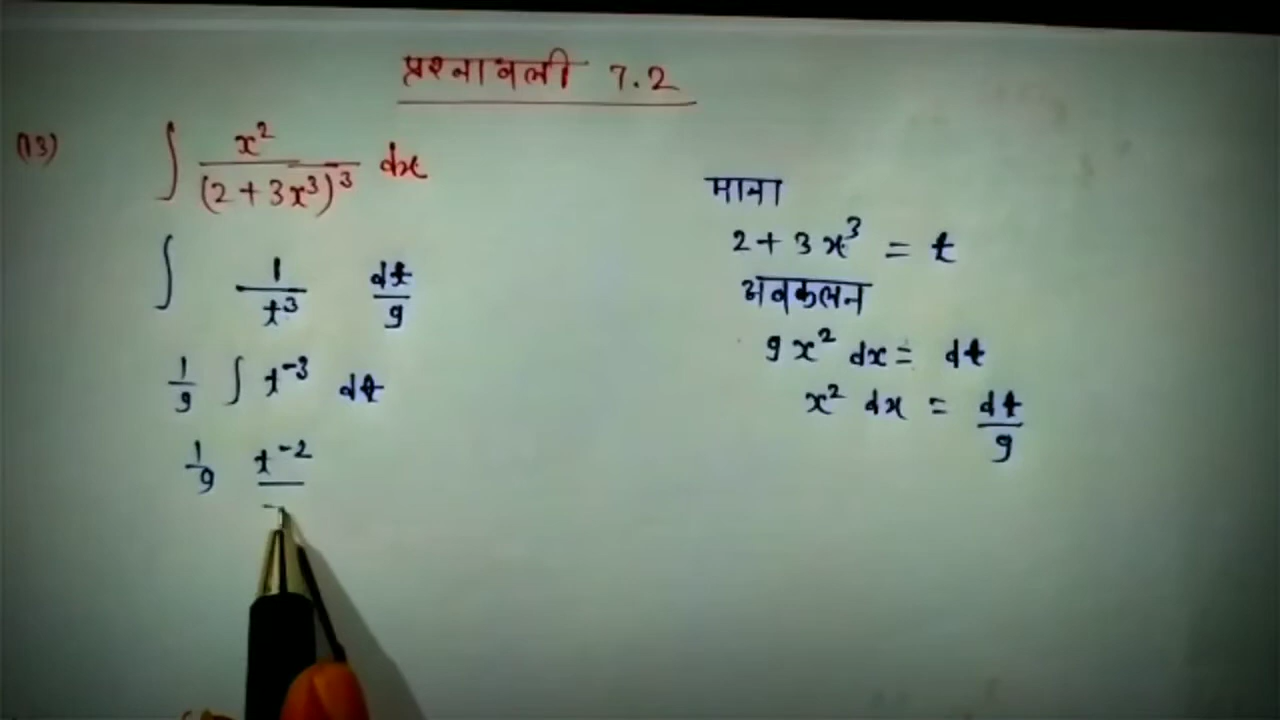 प्रश्नावली 7.2
(13) ∫ x²/(2+3x³)³ dx
∫ 1/t³ dt/9
1/9 ∫ t⁻³ dt
1/9 t⁻²/-
माना
2+3x³ = t
अवकलन
9x² dx = dt
x² dx = dt/9